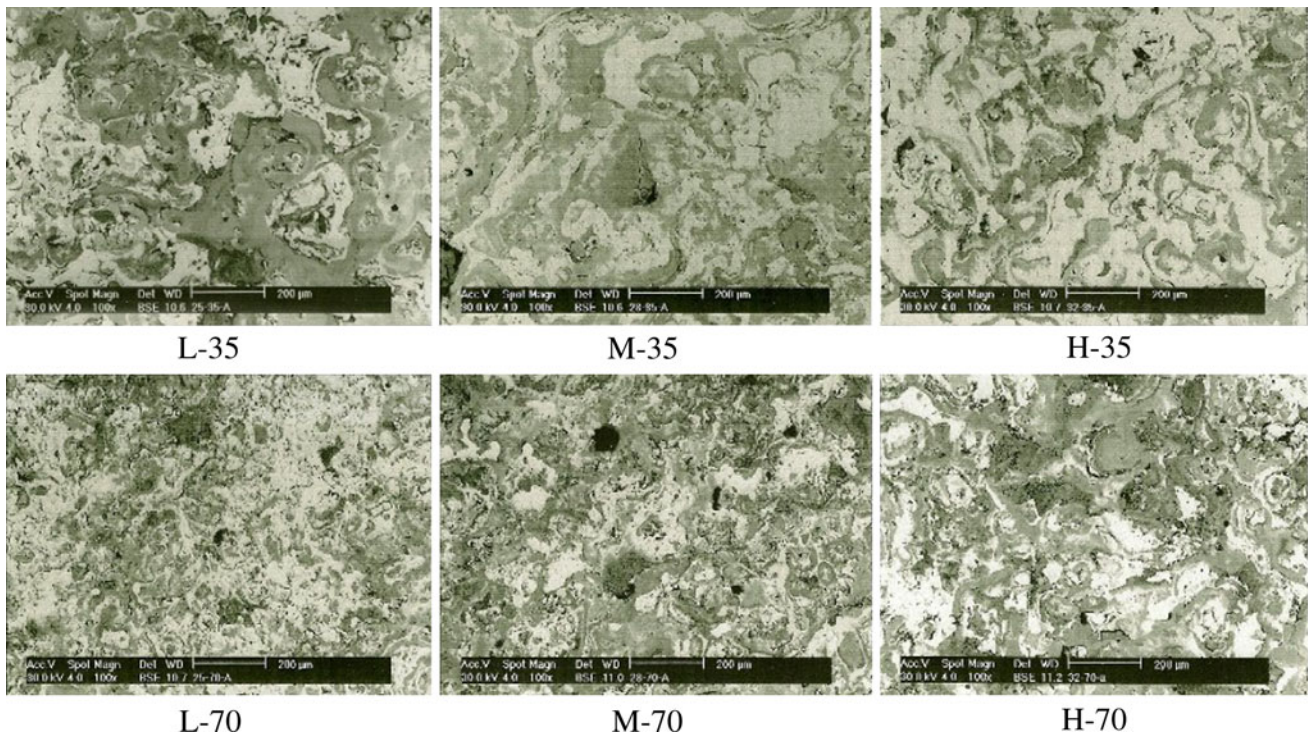 Acc.V Spot Magn Det WD 200 µm
30.0 kV 4.0 100x BSE 10.6 25-35-A
Acc.V Spot Magn Det WD 200 µm
30.0 kV 4.0 100x BSE 10.6 28-35-A
Acc.V Spot Magn Det WD 200 µm
30.0 kV 4.0 100x BSE 10.7 32-35-A
L-35
M-35
H-35
Acc.V Spot Magn Det WD 200 µm
30.0 kV 4.0 100x BSE 10.7 25-70-A
Acc.V Spot Magn Det WD 200 µm
30.0 kV 4.0 100x BSE 11.0 28-70-A
Acc.V Spot Magn Det WD 200 µm
30.0 kV 4.0 100x BSE 11.2 32-70-a
L-70
M-70
H-70